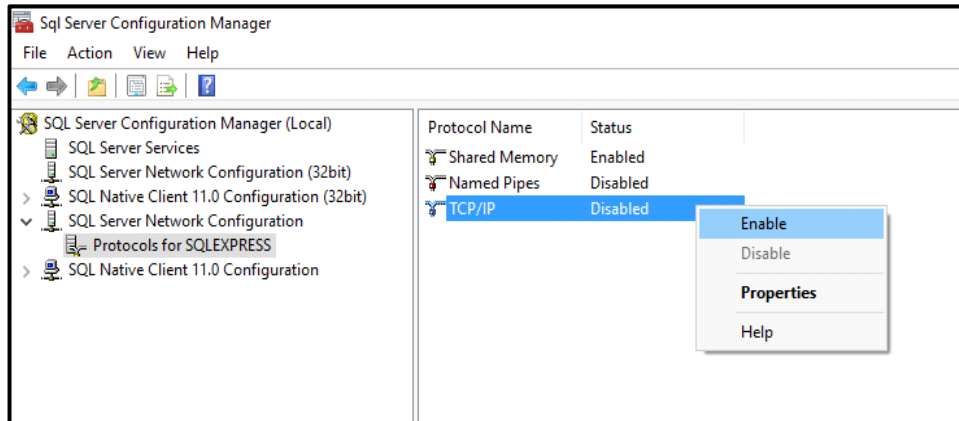 Sql Server Configuration Manager
File Action View Help
SQL Server Configuration Manager (Local)
SQL Server Services
SQL Server Network Configuration (32bit)
SQL Native Client 11.0 Configuration (32bit)
SQL Server Network Configuration
Protocols for SQLEXPRESS
SQL Native Client 11.0 Configuration
Protocol Name Status
Shared Memory Enabled
Named Pipes Disabled
TCP/IP Disabled
Enable
Disable
Properties
Help